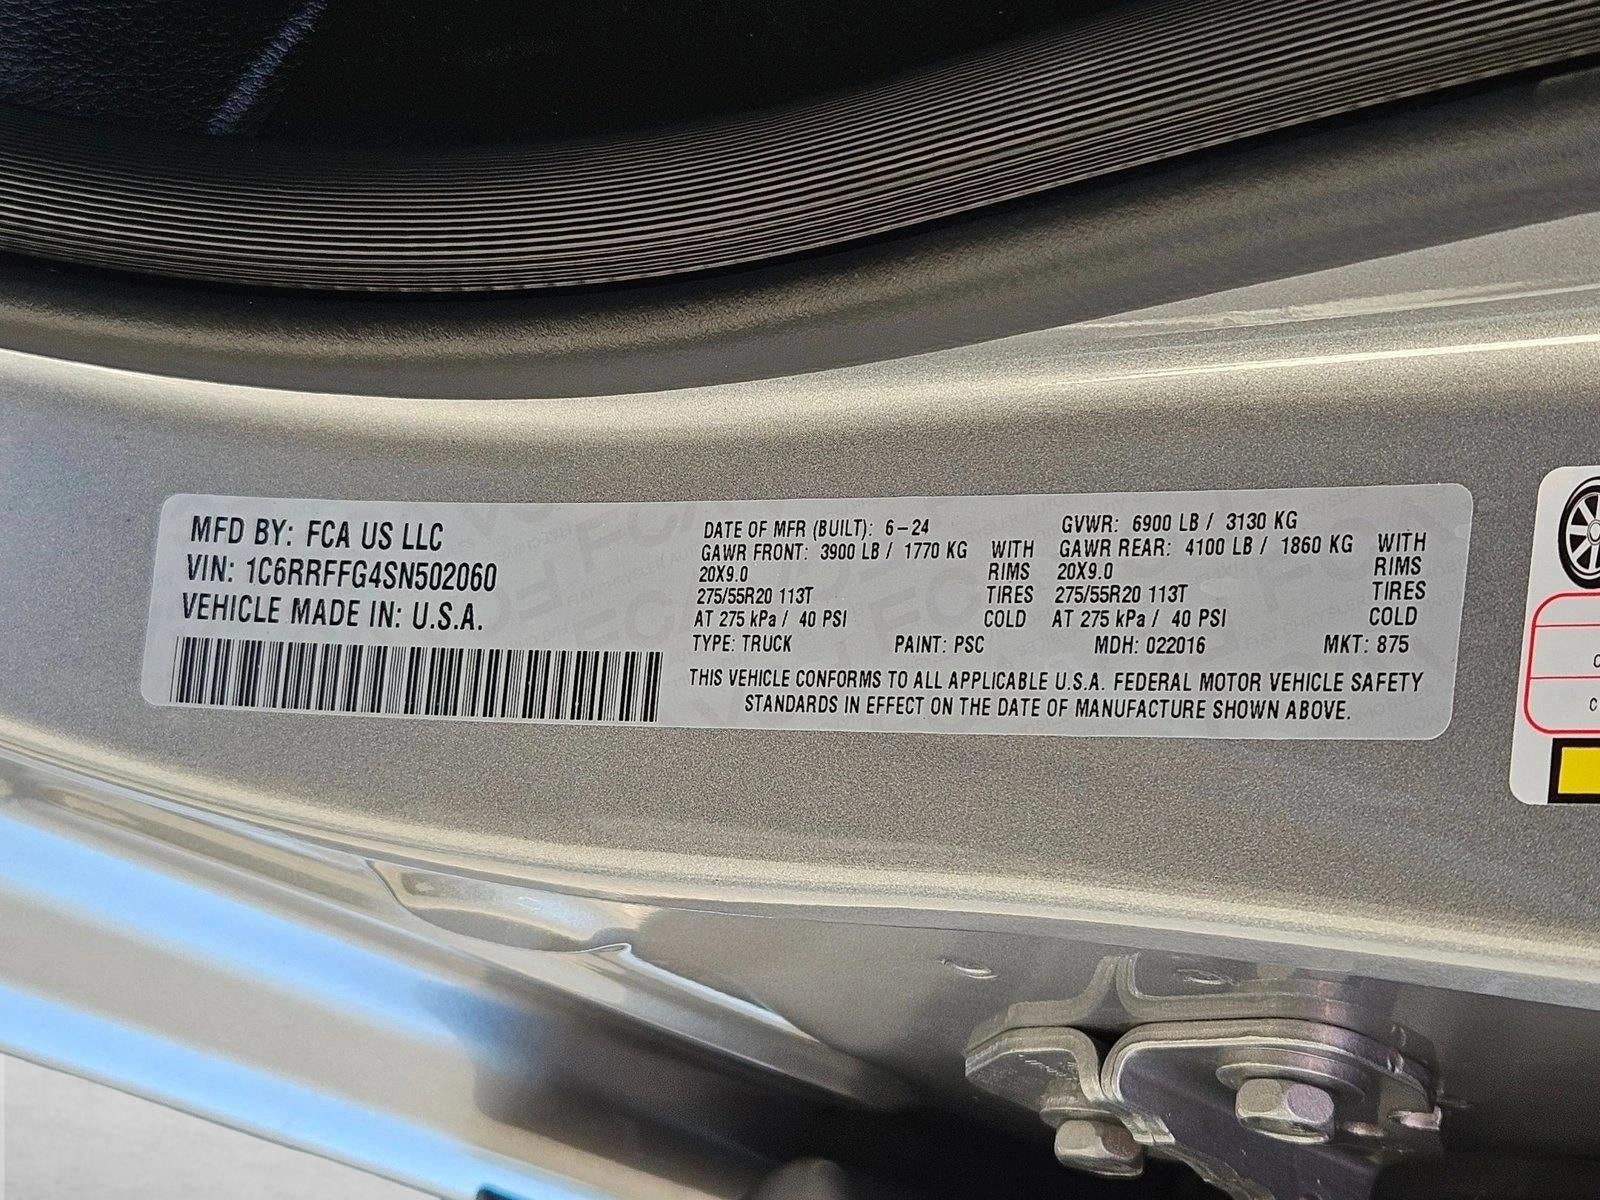 MFD BY: FCA US LLC
VIN: 1C6RRFFG4SN502060
VEHICLE MADE IN: U.S.A.
DATE OF MFR (BUILT): 6-24 GVWR: 6900 LB / 3130 KG
GAWR FRONT: 3900 LB / 1770 KG WITH GAWR REAR: 4100 LB / 1860 KG WITH
20X9.0 RIMS 20X9.0 RIMS
275/55R20 113T TIRES 275/55R20 113T TIRES
AT 275 kPa / 40 PSI COLD AT 275 kPa / 40 PSI COLD
TYPE: TRUCK PAINT: PSC MDH: 022016 MKT: 875
THIS VEHICLE CONFORMS TO ALL APPLICABLE U.S.A. FEDERAL MOTOR VEHICLE SAFETY
STANDARDS IN EFFECT ON THE DATE OF MANUFACTURE SHOWN ABOVE.